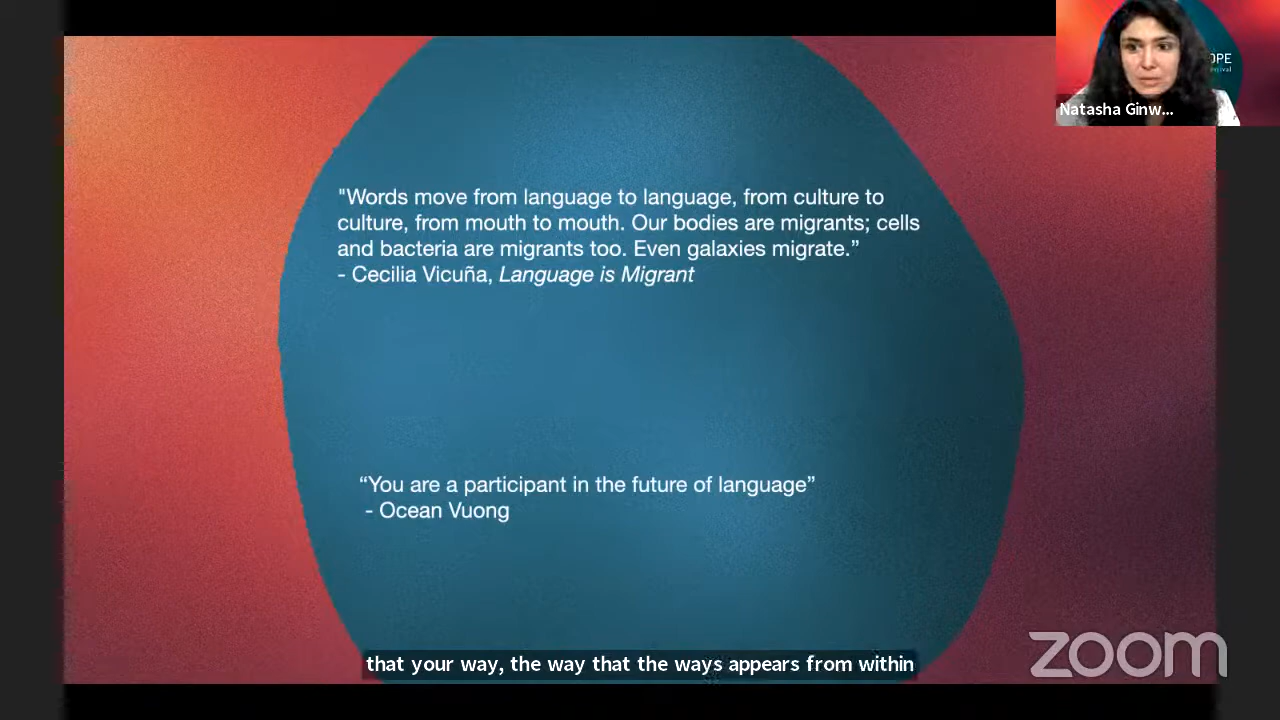 OPE
Natasha Ginw...
"Words move from language to language, from culture to
culture, from mouth to mouth. Our bodies are migrants; cells
and bacteria are migrants too. Even galaxies migrate.”
- Cecilia Vicuña, Language is Migrant
“You are a participant in the future of language”
- Ocean Vuong
that your way, the way that the ways appears from within
zoom